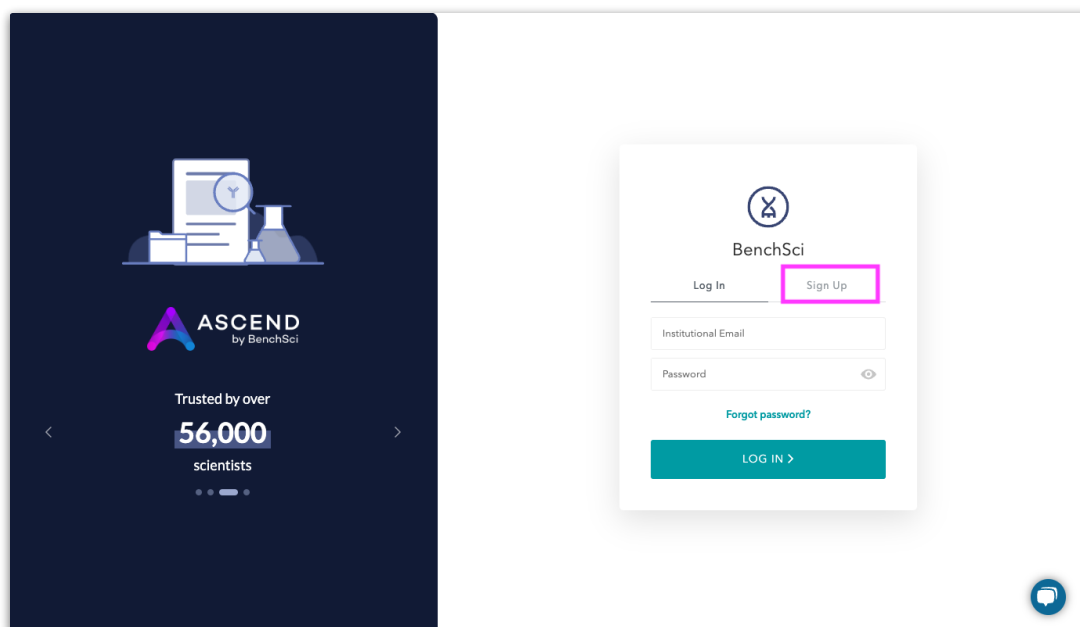 ASCEND
by BenchSci
Trusted by over
56,000
scientists
BenchSci
Log In
Sign Up
Institutional Email
Password
Forgot password?
LOG IN